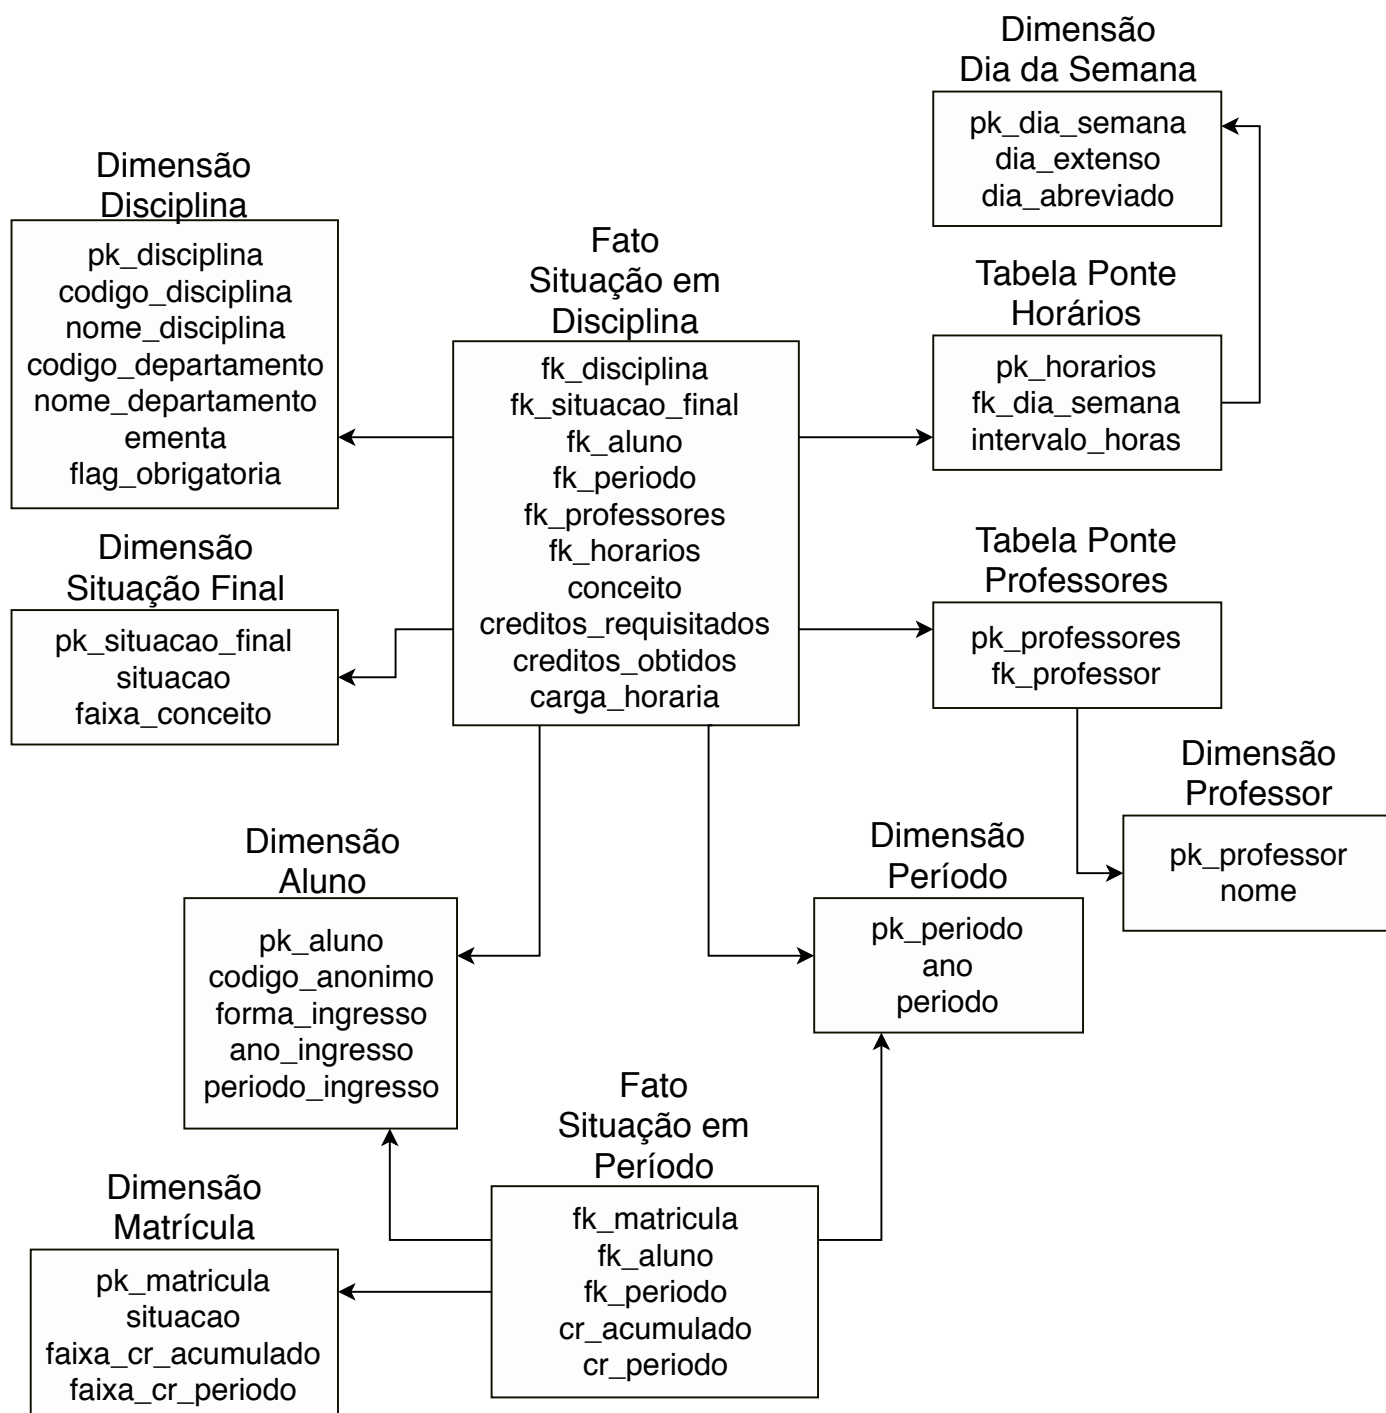 Dimensão
Dia da Semana
pk_dia_semana
dia_extenso
dia_abreviado
Dimensão
Disciplina
pk_disciplina
codigo_disciplina
nome_disciplina
codigo_departamento
nome_departamento
ementa
flag_obrigatoria
Fato
Situação em
Disciplina
fk_disciplina
fk_situacao_final
fk_aluno
fk_periodo
fk_professores
fk_horarios
conceito
creditos_requisitados
creditos_obtidos
carga_horaria
Tabela Ponte
Horários
pk_horarios
fk_dia_semana
intervalo_horas
Dimensão
Situação Final
pk_situacao_final
situacao
faixa_conceito
Tabela Ponte
Professores
pk_professores
fk_professor
Dimensão
Professor
pk_professor
nome
Dimensão
Aluno
pk_aluno
codigo_anonimo
forma_ingresso
ano_ingresso
periodo_ingresso
Dimensão
Período
pk_periodo
ano
periodo
Fato
Situação em
Período
fk_matricula
fk_aluno
fk_periodo
cr_acumulado
cr_periodo
Dimensão
Matrícula
pk_matricula
situacao
faixa_cr_acumulado
faixa_cr_periodo